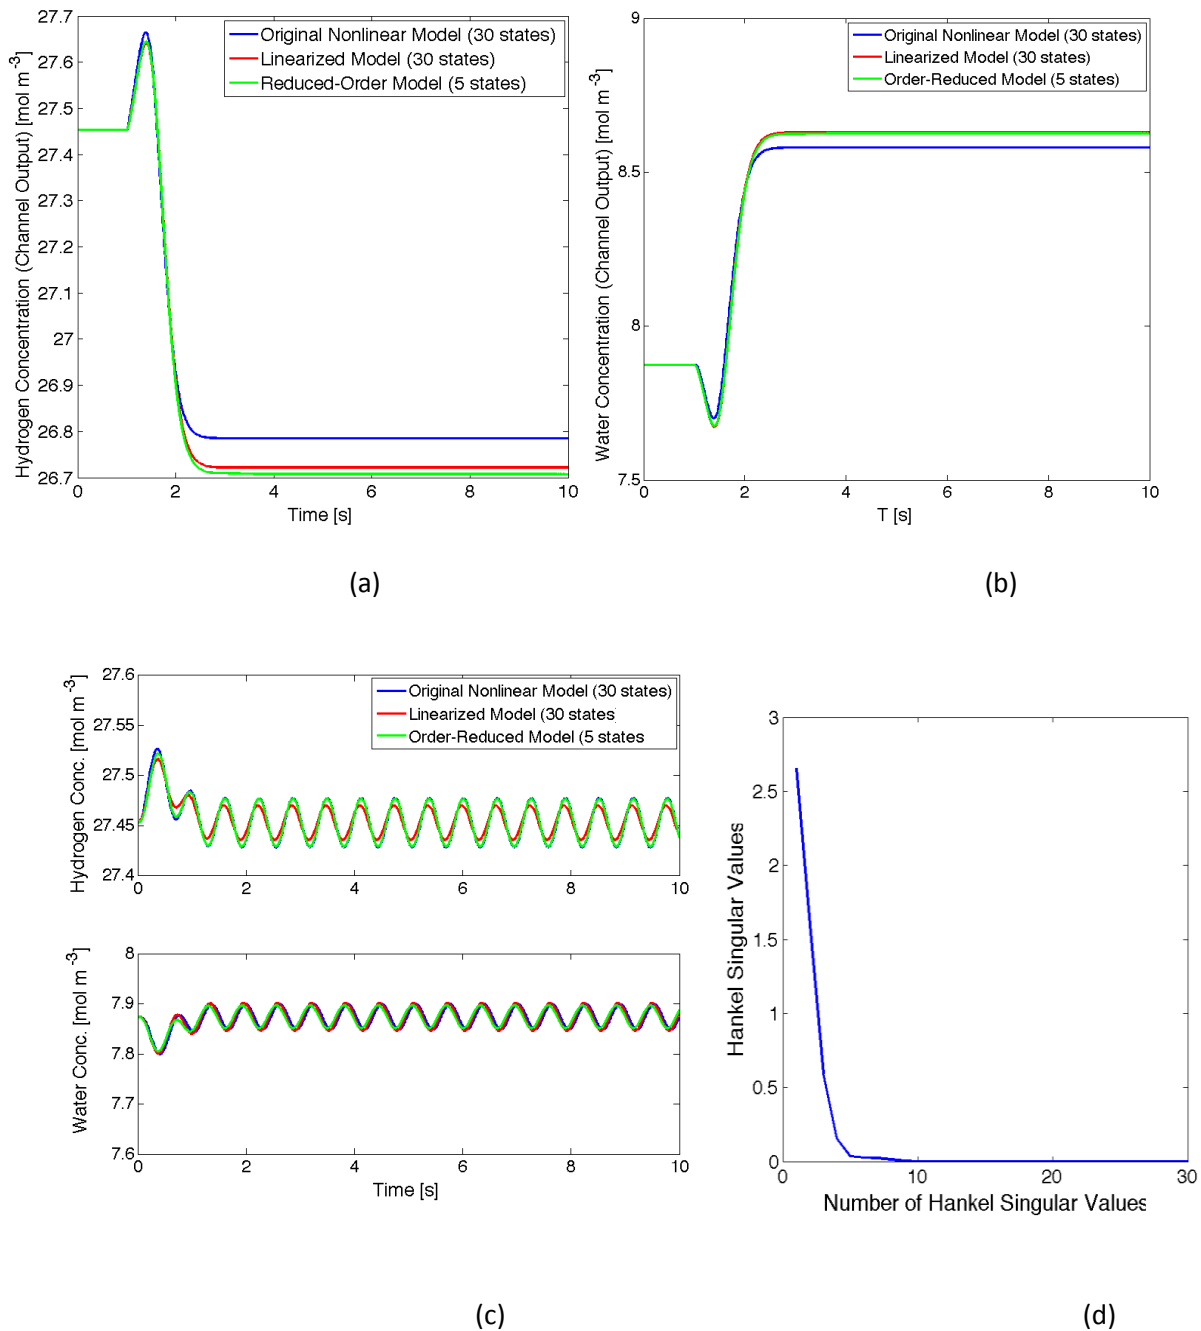 27.7
27.6
27.5
27.4
27.3
27.2
27.1
27
26.9
26.8
26.7
0
2
4
6
8
10
Hydrogen Concentration (Channel Output) [mol m⁻³]
Time [s]
Original Nonlinear Model (30 states)
Linearized Model (30 states)
Reduced-Order Model (5 states)
(a)
9
8.5
8
7.5
0
2
4
6
8
10
Water Concentration (Channel Output) [mol m⁻³]
T [s]
Original Nonlinear Model (30 states)
Linearized Model (30 states)
Order-Reduced Model (5 states)
(b)
27.6
27.55
27.5
27.45
27.4
0
2
4
6
8
10
Hydrogen Conc. [mol m⁻³]
Original Nonlinear Model (30 states)
Linearized Model (30 states
Order-Reduced Model (5 states
8
7.9
7.8
7.7
7.6
0
2
4
6
8
10
Water Conc. [mol m⁻³]
Time [s]
(c)
3
2.5
2
1.5
1
0.5
0
0
10
20
30
Hankel Singular Values
Number of Hankel Singular Values
(d)